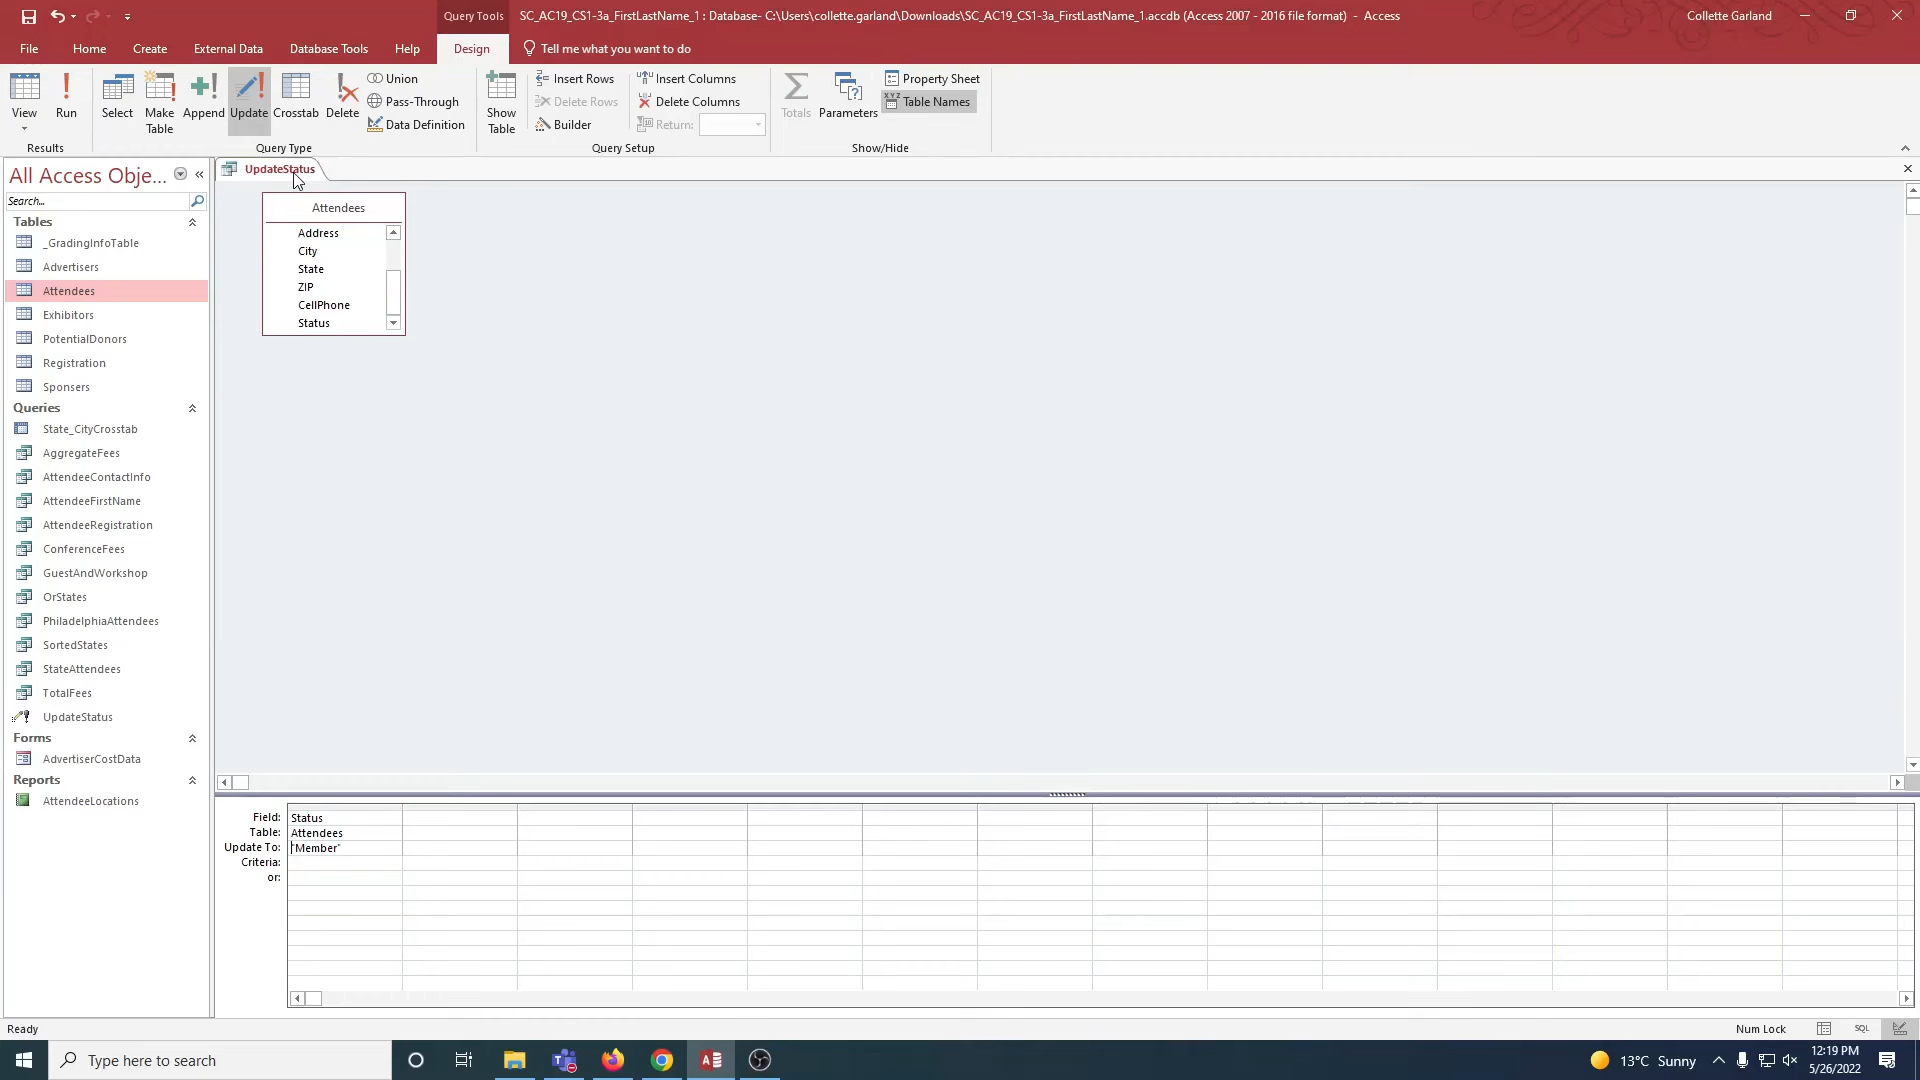 Query Tools
SC_AC19_CS1-3a_FirstLastName_1 : Database- C:\Users\collette.garland\Downloads\SC_AC19_CS1-3a_FirstLastName_1.accdb (Access 2007 - 2016 file format) - Access
Collette Garland
File
Home
Create
External Data
Database Tools
Help
Design
Tell me what you want to do
View
Run
Select
Make
Table
Append
Update
Crosstab
Delete
Union
Pass-Through
Data Definition
Show
Table
Insert Rows
Delete Rows
Builder
Insert Columns
Delete Columns
Return:
Totals
Parameters
Property Sheet
Table Names
Results
Query Type
Query Setup
Show/Hide
All Access Obje...
Search...
Tables
_GradingInfoTable
Advertisers
Attendees
Exhibitors
PotentialDonors
Registration
Sponsers
Queries
State_CityCrosstab
AggregateFees
AttendeeContactInfo
AttendeeFirstName
AttendeeRegistration
ConferenceFees
GuestAndWorkshop
OrStates
PhiladelphiaAttendees
SortedStates
StateAttendees
TotalFees
UpdateStatus
Forms
AdvertiserCostData
Reports
AttendeeLocations
UpdateStatus
Attendees
Address
City
State
ZIP
CellPhone
Status
Field: Status
Table: Attendees
Update To: "Member"
Criteria:
or:
Ready
Num Lock
SQL
Type here to search
13°C Sunny
12:19 PM
5/26/2022